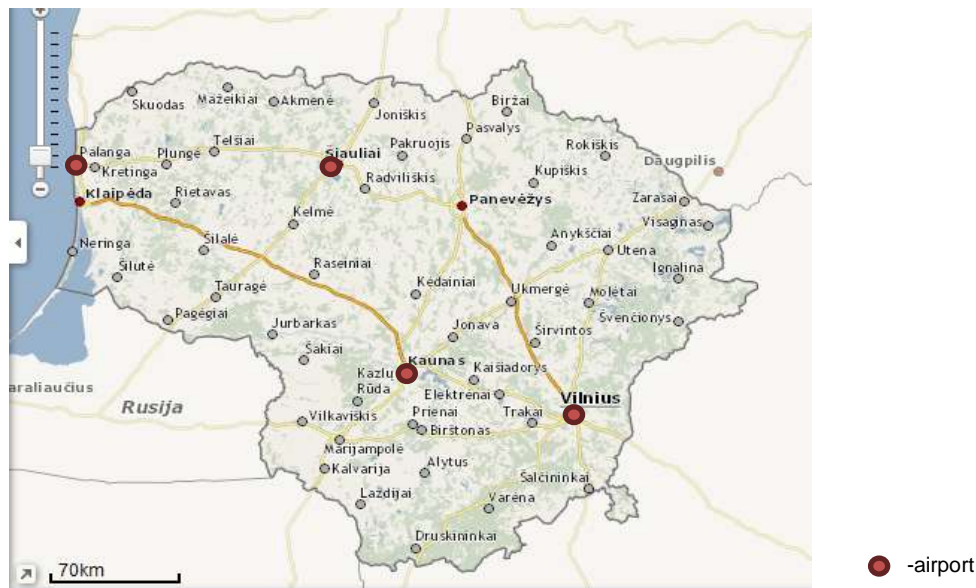 Skuodas
Mažeikiai
Akmenė
Joniškis
Biržai
Pasvalys
Palanga
Kretinga
Plungė
Telšiai
Šiauliai
Pakruojis
Radviliškis
Rokiškis
Kupiškis
Daugpilis
Klaipėda
Rietavas
Kelmė
Panevėžys
Zarasai
Visaginas
Neringa
Šilalė
Anykščiai
Utena
Šilutė
Raseiniai
Kėdainiai
Ignalina
Tauragė
Ukmergė
Molėtai
Pagėgiai
Jurbarkas
Jonava
Širvintos
Švenčionys
Šakiai
Kaunas
Kaišiadorys
Kazlų
Rūda
Elektrėnai
Vilnius
araliaučius
Rusija
Vilkaviškis
Prienai
Birštonas
Trakai
Marijampolė
Kalvarija
Alytus
Šalčininkai
Lazdijai
Varėna
Druskininkai
70km
-airport